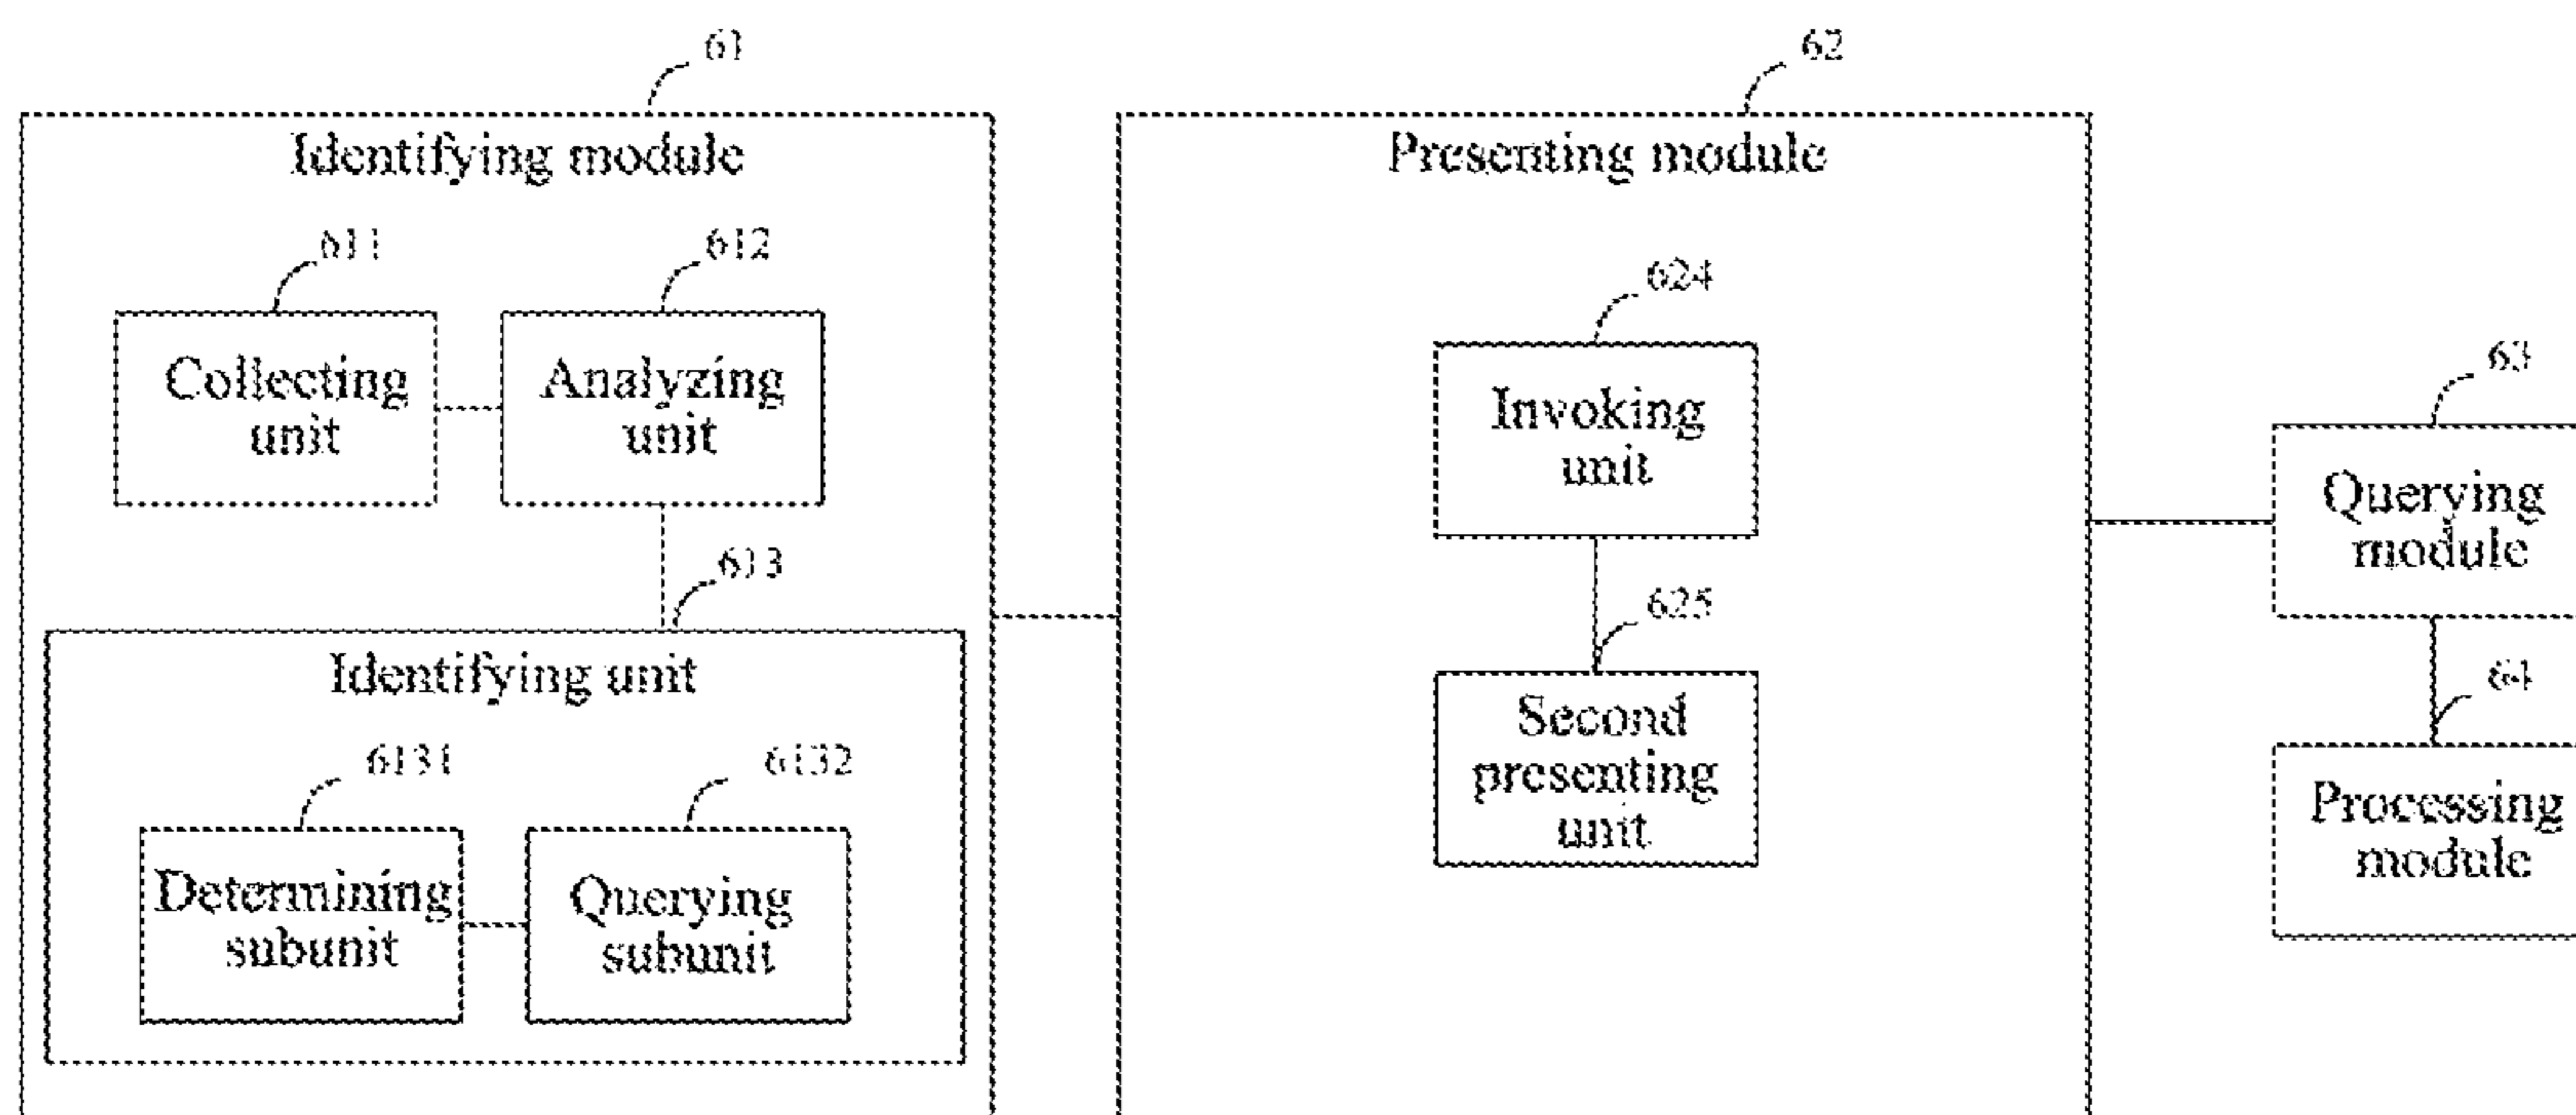 61
62
Identifying module
Presenting module
611
612
624
63
Collecting
unit
Analyzing
unit
Invoking
unit
Querying
module
613
625
64
Identifying unit
Second
presenting
unit
6131
6132
Processing
module
Determining
subunit
Querying
subunit